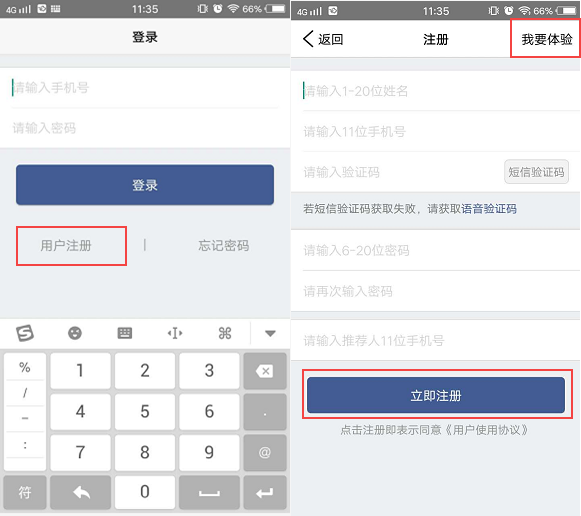 4G 11:35 66%
登录
请输入手机号
请输入密码
登录
用户注册 | 忘记密码
% 1 2 3
/
- 4 5 6 .
: 7 8 9 @
符 0
4G 11:35 66%
返回 注册 我要体验
请输入1-20位姓名
请输入11位手机号
请输入验证码 短信验证码
若短信验证码获取失败，请获取语音验证码
请输入6-20位密码
请再次输入密码
请输入推荐人11位手机号
立即注册
点击注册即表示同意《用户使用协议》